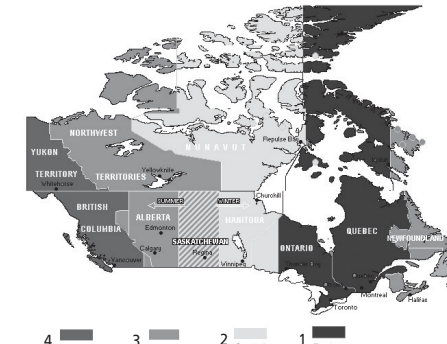 NORTHWEST
NUNAVUT
Repulse Bay
YUKON
TERRITORY
Yellowknife
TERRITORIES
Whitehorse
SUMMER
WINTER
Churchill
BRITISH
COLUMBIA
ALBERTA
MANITOBA
Edmonton
SASKATCHEWAN
Calgary
Regina
Vancouver
Winnipeg
ONTARIO
QUEBEC
NEWFOUNDLAND
Montreal
Toronto
Halifax
4
3
2
1